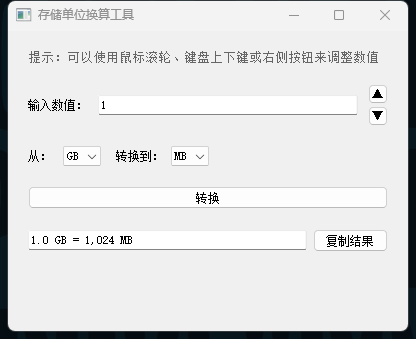 存储单位换算工具
提示：可以使用鼠标滚轮、键盘上下键或右侧按钮来调整数值
输入数值： 1 ▲
▼
从： GB 转换到： MB
转换
1.0 GB = 1,024 MB 复制结果